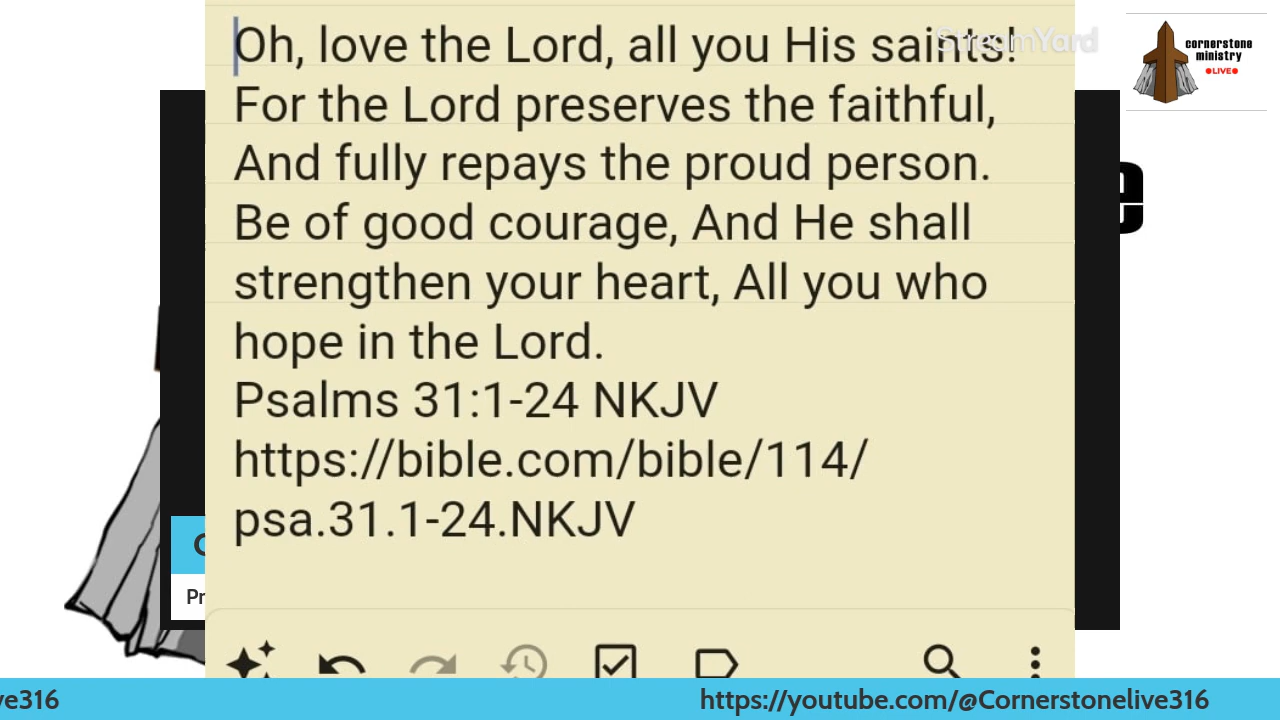 Oh, love the Lord, all you His saints!
For the Lord preserves the faithful,
And fully repays the proud person.
Be of good courage, And He shall
strengthen your heart, All you who
hope in the Lord.
Psalms 31:1-24 NKJV
https://bible.com/bible/114/
psa.31.1-24.NKJV
StreamYard
cornerstone
ministry
LIVE
e
Pr
ve316
https://youtube.com/@Cornerstonelive316